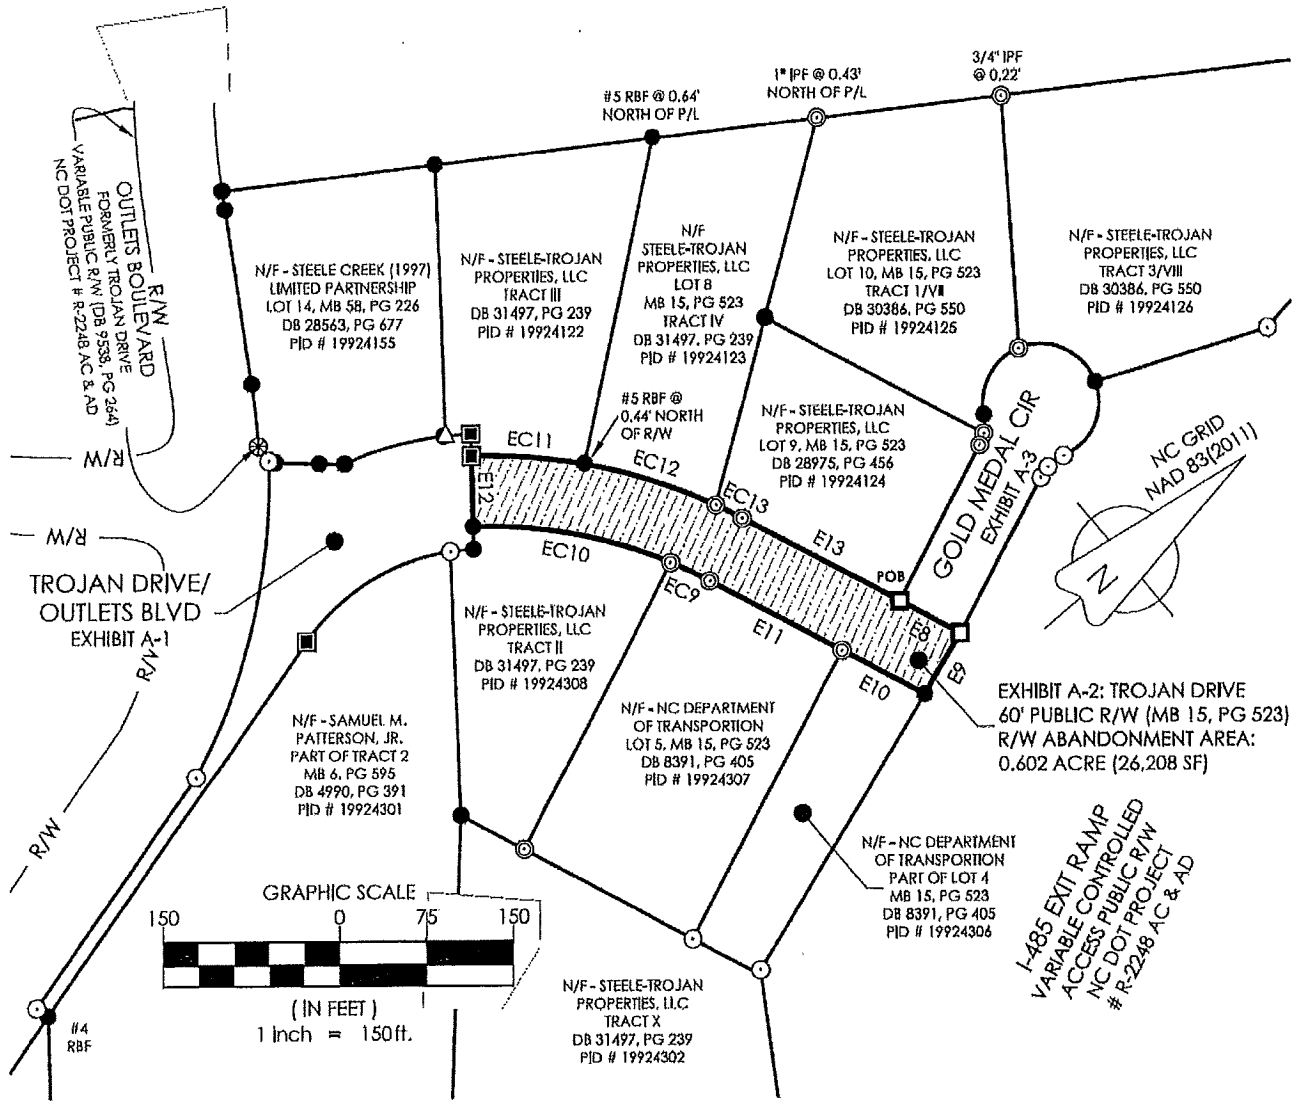 3/4" IPF
@ 0.22'
1" IPF @ 0.43'
NORTH OF P/L
#5 RBF @ 0.64'
NORTH OF P/L
R/W
OUTLETS BOULEVARD
FORMERLY TROJAN DRIVE
VARIABLE PUBLIC R/W (DB 9538, PG 264)
NC DOT PROJECT # R-2248 AC & AD
N/F - STEELE CREEK (1997)
LIMITED PARTNERSHIP
LOT 14, MB 58, PG 226
DB 28563, PG 677
PID # 19924155
N/F - STEELE-TROJAN
PROPERTIES, LLC
TRACT III
DB 31497, PG 239
PID # 19924122
N/F
STEELE-TROJAN
PROPERTIES, LLC
LOT 8
MB 15, PG 523
TRACT IV
DB 31497, PG 239
PID # 19924123
N/F - STEELE-TROJAN
PROPERTIES, LLC
LOT 10, MB 15, PG 523
TRACT 1/VII
DB 30386, PG 550
PID # 19924125
N/F - STEELE-TROJAN
PROPERTIES, LLC
TRACT 3/VIII
DB 30386, PG 550
PID # 19924126
#5 RBF @
0.44' NORTH
OF R/W
N/F - STEELE-TROJAN
PROPERTIES, LLC
LOT 9, MB 15, PG 523
DB 28975, PG 456
PID # 19924124
GOLD MEDAL CIR
EXHIBIT A-3
NC GRID
NAD 83(2011)
N
R/W
R/W
EC11
EC12
EC13
E12
E13
EC10
EC9
E11
POB
E8
E9
E10
TROJAN DRIVE/
OUTLETS BLVD
EXHIBIT A-1
R/W
R/W
N/F - STEELE-TROJAN
PROPERTIES, LLC
TRACT II
DB 31497, PG 239
PID # 19924308
EXHIBIT A-2: TROJAN DRIVE
60' PUBLIC R/W (MB 15, PG 523)
R/W ABANDONMENT AREA:
0.602 ACRE (26,208 SF)
N/F - SAMUEL M.
PATTERSON, JR.
PART OF TRACT 2
MB 6, PG 595
DB 4990, PG 391
PID # 19924301
N/F - NC DEPARTMENT
OF TRANSPORTION
LOT 5, MB 15, PG 523
DB 8391, PG 405
PID # 19924307
N/F - NC DEPARTMENT
OF TRANSPORTION
PART OF LOT 4
MB 15, PG 523
DB 8391, PG 405
PID # 19924306
I-485 EXIT RAMP
VARIABLE CONTROLLED
ACCESS PUBLIC R/W
NC DOT PROJECT
# R-2248 AC & AD
GRAPHIC SCALE
150 0 75 150
( IN FEET )
1 inch = 150 ft.
N/F - STEELE-TROJAN
PROPERTIES, LLC
TRACT X
DB 31497, PG 239
PID # 19924302
#4
RBF